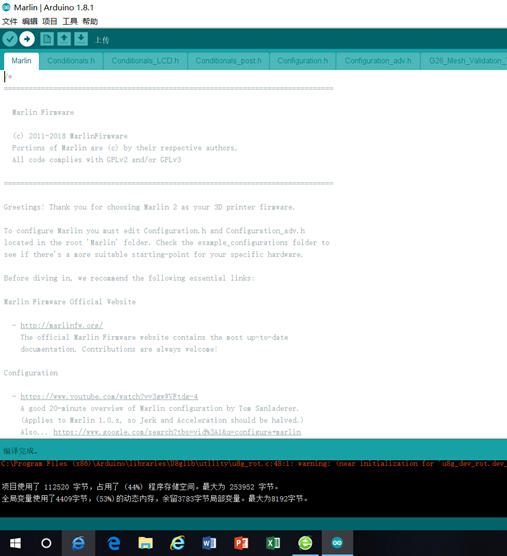 Marlin | Arduino 1.8.1
文件 编辑 项目 工具 帮助
上传
Marlin Conditionals.h Conditionals_LCD.h Conditionals_post.h Configuration.h Configuration_adv.h G26_Mesh_Validation_
/*
================================================================================
Marlin Firmware
(c) 2011-2018 MarlinFirmware
Portions of Marlin are (c) by their respective authors.
All code complies with GPLv2 and/or GPLv3
================================================================================
Greetings! Thank you for choosing Marlin 2 as your 3D printer firmware.
To configure Marlin you must edit Configuration.h and Configuration_adv.h
located in the root 'Marlin' folder. Check the example_configurations folder to
see if there's a more suitable starting-point for your specific hardware.
Before diving in, we recommend the following essential links:
Marlin Firmware Official Website
- http://marlinfw.org/
The official Marlin Firmware website contains the most up-to-date
documentation. Contributions are always welcome!
Configuration
- https://www.youtube.com/watch?v=3gwWVFtdg-4
A good 20-minute overview of Marlin configuration by Tom Sanladerer.
(Applies to Marlin 1.0.x, so Jerk and Acceleration should be halved.)
Also... https://www.google.com/search?tbs=vid%3A1&q=configure+marlin
编译完成。
C:\Program Files (x86)\Arduino\libraries\U8glib\utility\u8g_rot.c:48:1: warning: (near initialization for 'u8g_dev_rot.dev_
项目使用了 112520 字节，占用了 (44%) 程序存储空间。最大为 253952 字节。
全局变量使用了4409字节，(53%)的动态内存，余留3783字节局部变量。最大为8192字节。